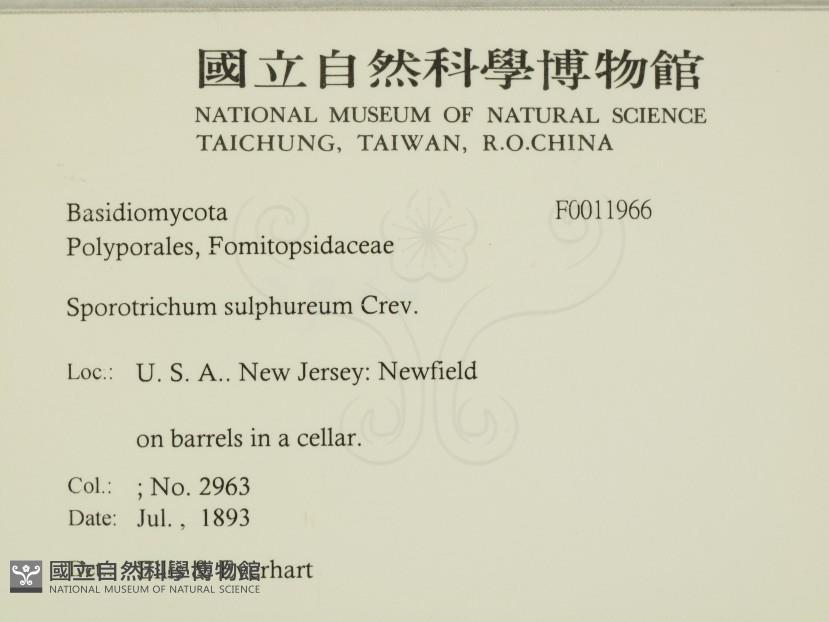 國立自然科學博物館
NATIONAL MUSEUM OF NATURAL SCIENCE
TAICHUNG, TAIWAN, R.O.CHINA
Basidiomycota F0011966
Polyporales, Fomitopsidaceae
Sporotrichum sulphureum Crev.
Loc.: U. S. A.. New Jersey: Newfield
on barrels in a cellar.
Col.: ; No. 2963
Date: Jul. , 1893
Ellis & Everhart
國立自然科學博物館
NATIONAL MUSEUM OF NATURAL SCIENCE